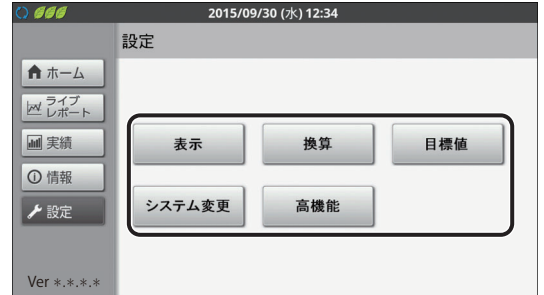 2015/09/30 (水) 12:34
設定
ホーム
ライブ
レポート
実績
情報
設定
表示
換算
目標値
システム変更
高機能
Ver *.*.*.*